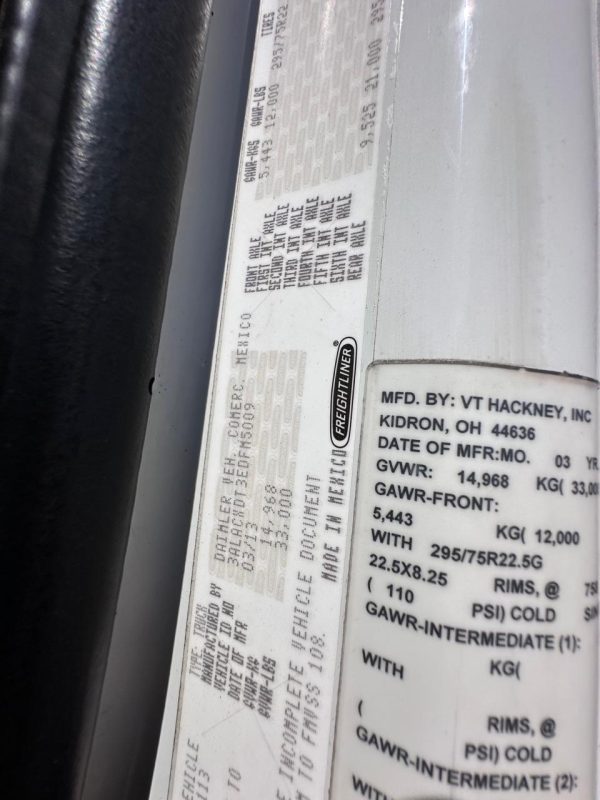 TYPE: TRUCK
MANUFACTURED BY DAIMLER VEH. COMERC. MEXICO
VEHICLE ID NO 3ALACXDT3EDFM5009
DATE OF MFR 03/13
GVWR-KG 14,968
GVWR-LBS 33,000
INCOMPLETE VEHICLE DOCUMENT
TO FMVSS 108.
MADE IN MEXICO
FREIGHTLINER®
GAWR-KGS GAWR-LBS TIRES
FRONT AXLE 5,443 12,000 295/75R22
FIRST INT AXLE
SECOND INT AXLE
THIRD INT AXLE
FOURTH INT AXLE
FIFTH INT AXLE
SIXTH INT AXLE
REAR AXLE 9,525 21,000 295
MFD. BY: VT HACKNEY, INC
KIDRON, OH 44636
DATE OF MFR:MO. 03 YR.
GVWR: 14,968 KG( 33,00
GAWR-FRONT:
5,443 KG( 12,000
WITH 295/75R22.5G
22.5X8.25 RIMS, @
( 110 PSI) COLD
GAWR-INTERMEDIATE (1):
KG(
WITH
RIMS, @
( PSI) COLD
GAWR-INTERMEDIATE (2):
WITH